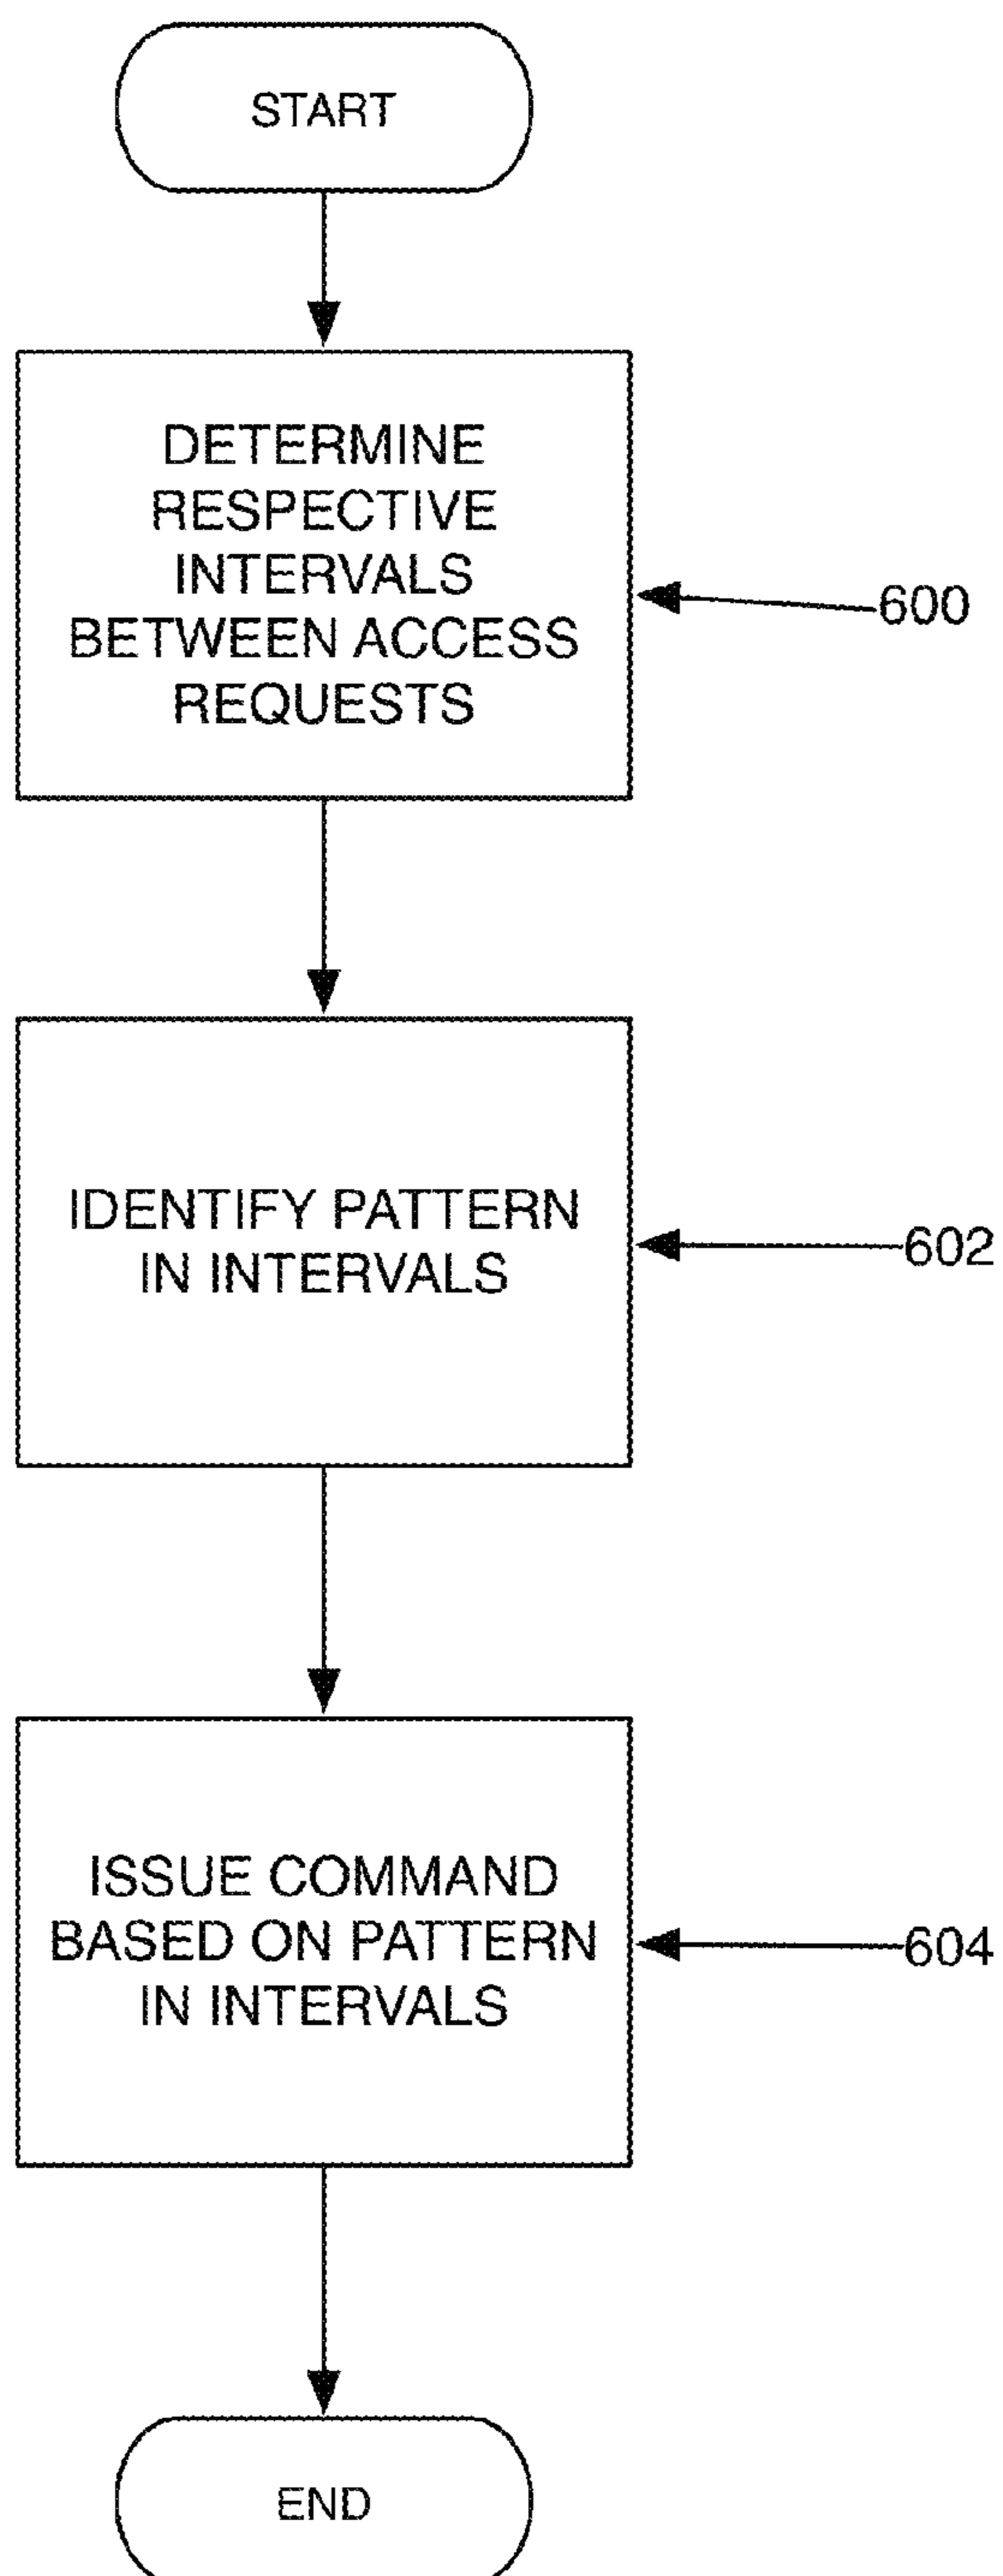 START
DETERMINE
RESPECTIVE
INTERVALS
BETWEEN ACCESS
REQUESTS
600
IDENTIFY PATTERN
IN INTERVALS
602
ISSUE COMMAND
BASED ON PATTERN
IN INTERVALS
604
END